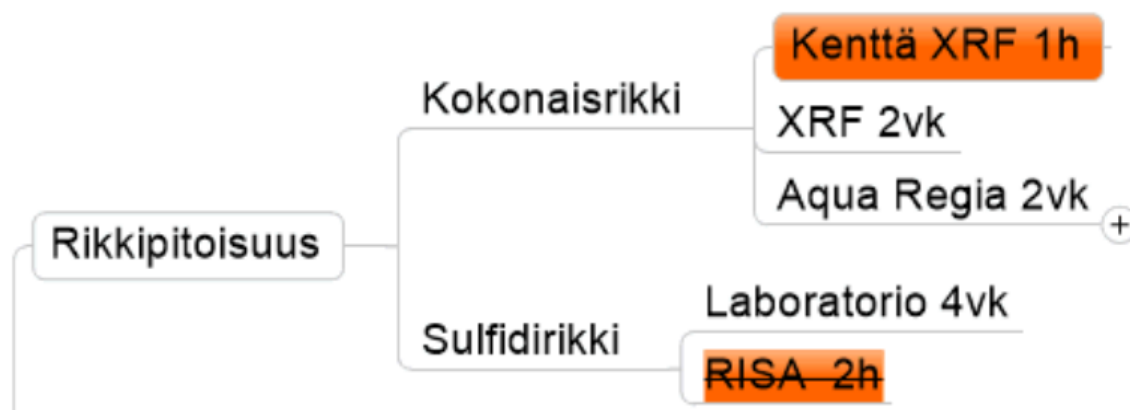 Kenttä XRF 1h
Kokonaisrikki
XRF 2vk
Aqua Regia 2vk
Rikkipitoisuus
Laboratorio 4vk
Sulfidirikki
RISA 2h